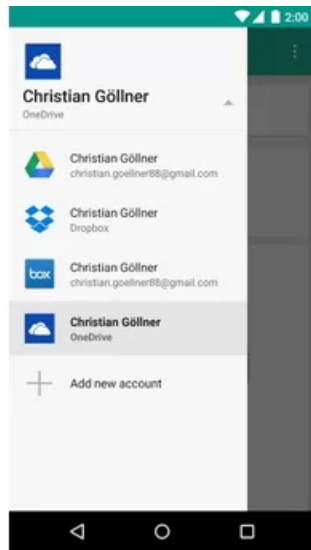 2:00
Christian Göllner
OneDrive
Christian Göllner
christian.goellner88@gmail.com
Christian Göllner
Dropbox
box
Christian Göllner
christian.goellner88@gmail.com
Christian Göllner
OneDrive
Add new account